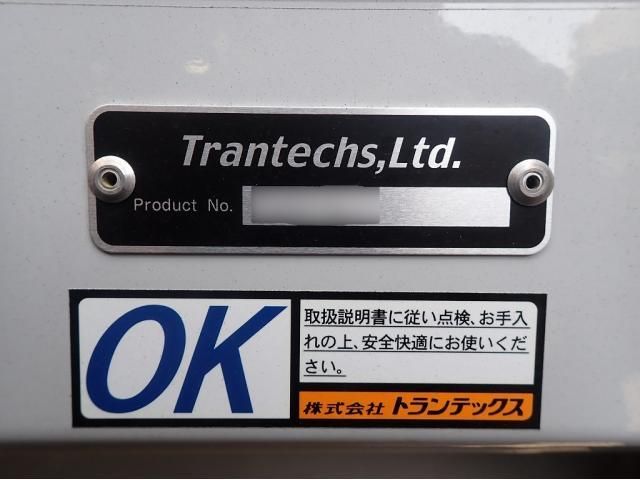 Trantechs,Ltd.
Product No.
OK
取扱説明書に従い点検、お手入
れの上、安全快適にお使いくだ
さい。
株式会社 トランテックス